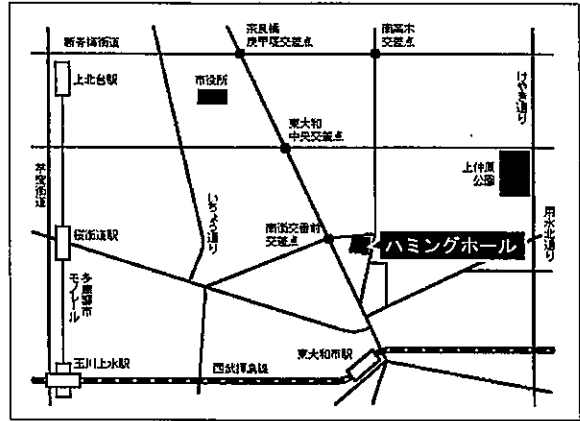 奈良橋
庚申塚交差点
南高木
交差点
新青梅街道
上北台駅
市役所
けやき通り
東大和
中央交差点
上仲原
公園
芋窪街道
いちょう通り
南街交番前
交差点
ハミングホール
用水北通り
桜街道駅
多摩都市
モノレール
東大和市駅
玉川上水駅
西武拝島線